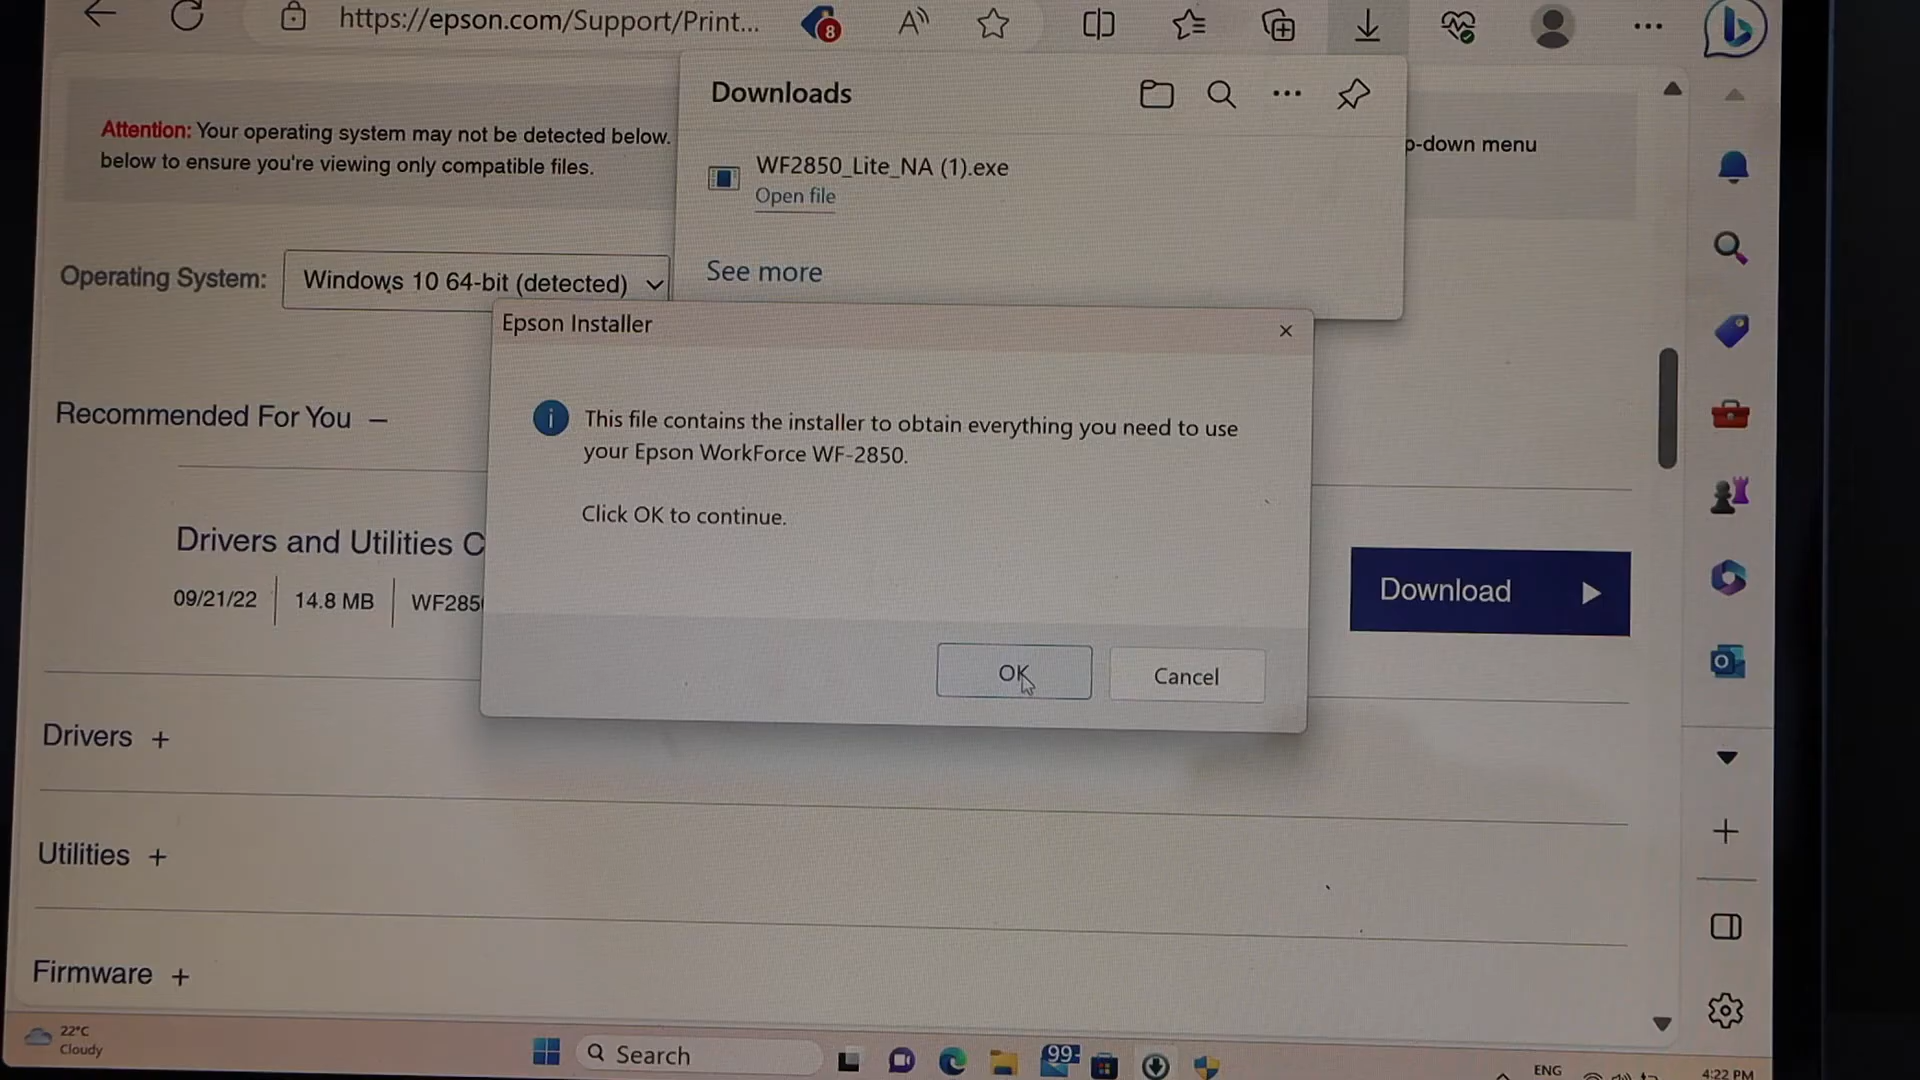 https://epson.com/Support/Print...
8
Downloads
Attention: Your operating system may not be detected below.
p-down menu
below to ensure you're viewing only compatible files.
WF2850_Lite_NA (1).exe
Open file
See more
Operating System:
Windows 10 64-bit (detected)
Epson Installer
This file contains the installer to obtain everything you need to use
your Epson WorkForce WF-2850.
Click OK to continue.
OK
Cancel
Recommended For You −
Drivers and Utilities C
09/21/22
14.8 MB
WF285
Download
Drivers +
Utilities +
Firmware +
22°C
Cloudy
Search
99+
ENG
4:22 PM